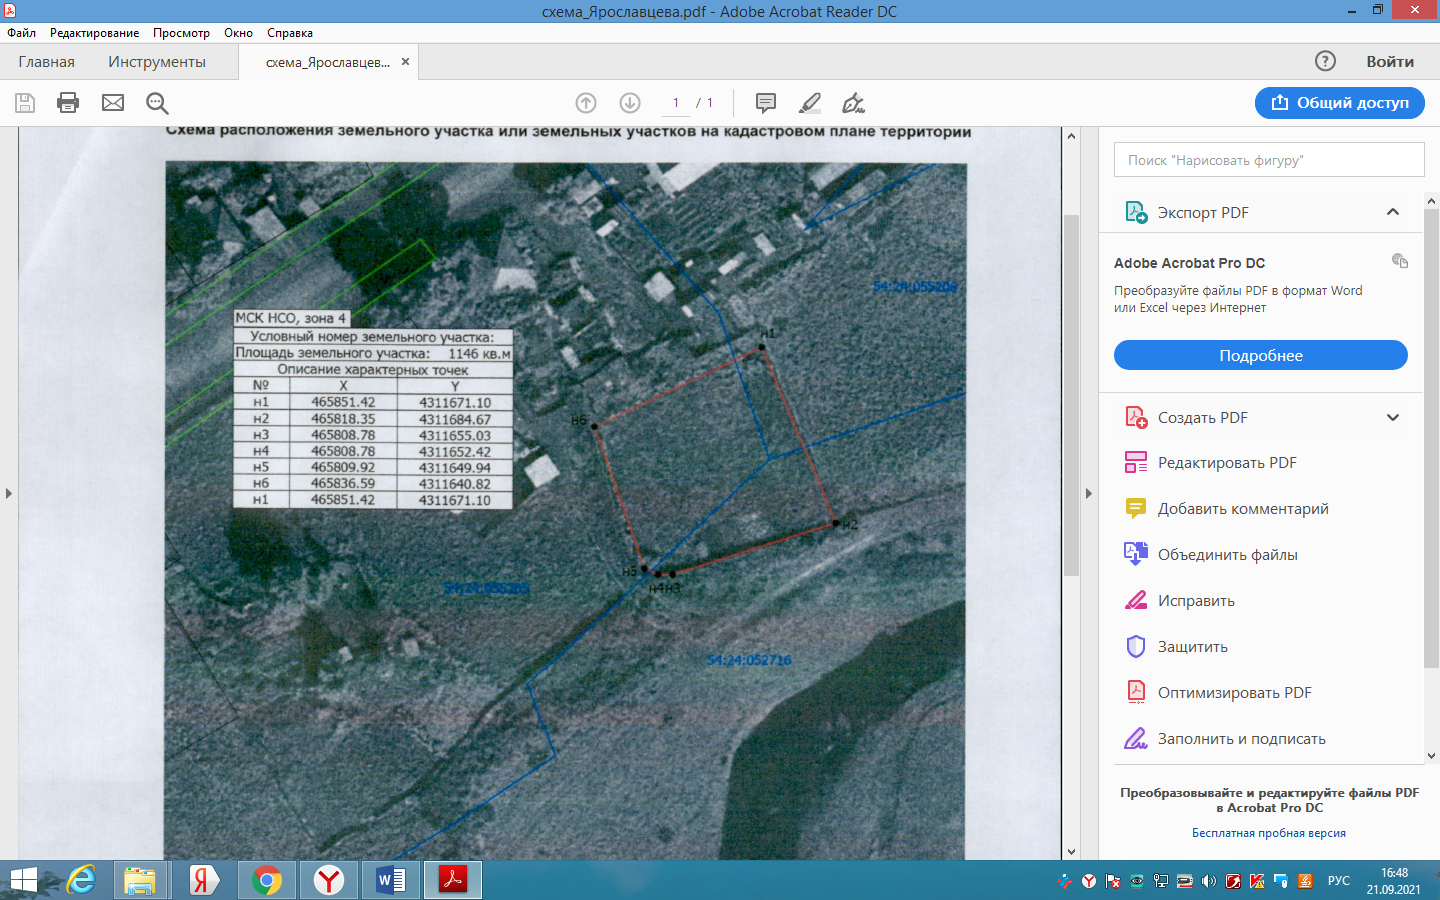 схема_Ярославцева.pdf - Adobe Acrobat Reader DC
Файл Редактирование Просмотр Окно Справка
Главная Инструменты схема_Ярославцев... × ? Войти
1 / 1 Общий доступ
Схема расположения земельного участка или земельных участков на кадастровом плане территории
54:24:055206
МСК НСО, зона 4
Условный номер земельного участка:
Площадь земельного участка: 1146 кв.м
Описание характерных точек
№ X Y
н1 465851.42 4311671.10
н2 465818.35 4311684.67
н3 465808.78 4311655.03
н4 465808.78 4311652.42
н5 465809.92 4311649.94
н6 465836.59 4311640.82
н1 465851.42 4311671.10
н1
н6
н2
н5
н4н3
54:24:055205
54:24:052716
Поиск "Нарисовать фигуру"
Экспорт PDF
Adobe Acrobat Pro DC
Преобразуйте файлы PDF в формат Word
или Excel через Интернет
Подробнее
Создать PDF
Редактировать PDF
Добавить комментарий
Объединить файлы
Исправить
Защитить
Оптимизировать PDF
Заполнить и подписать
Преобразовывайте и редактируйте файлы PDF
в Acrobat Pro DC
Бесплатная пробная версия
РУС 16:48
21.09.2021